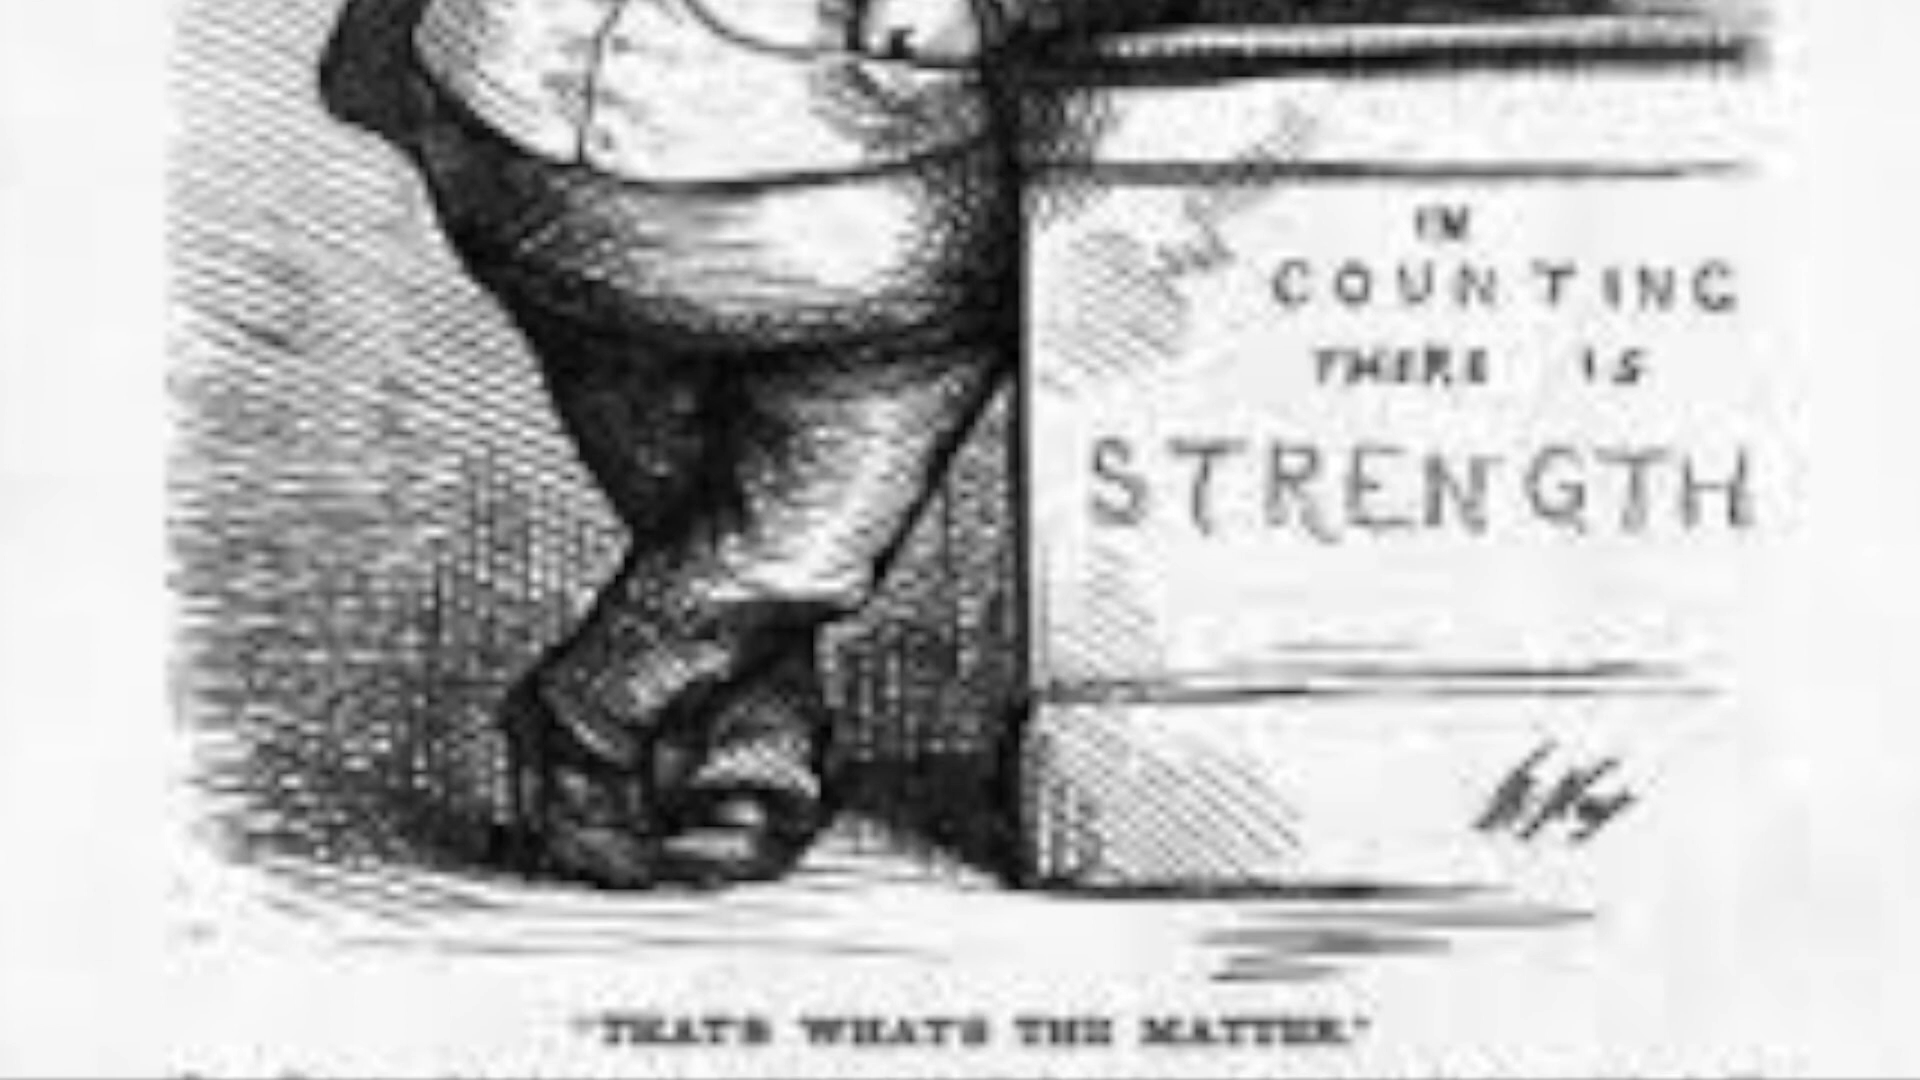 IN
COUNTING
THERE IS
STRENGTH
"THAT'S WHAT'S THE MATTER."